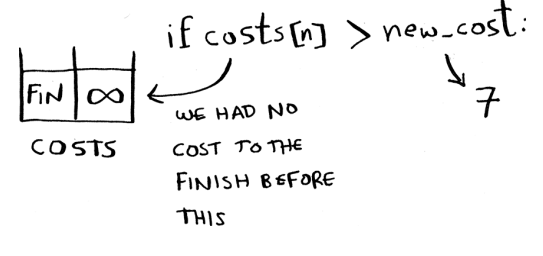 if costs[n] > new_cost:
FIN ∞
7
COSTS
WE HAD NO
COST TO THE
FINISH BEFORE
THIS